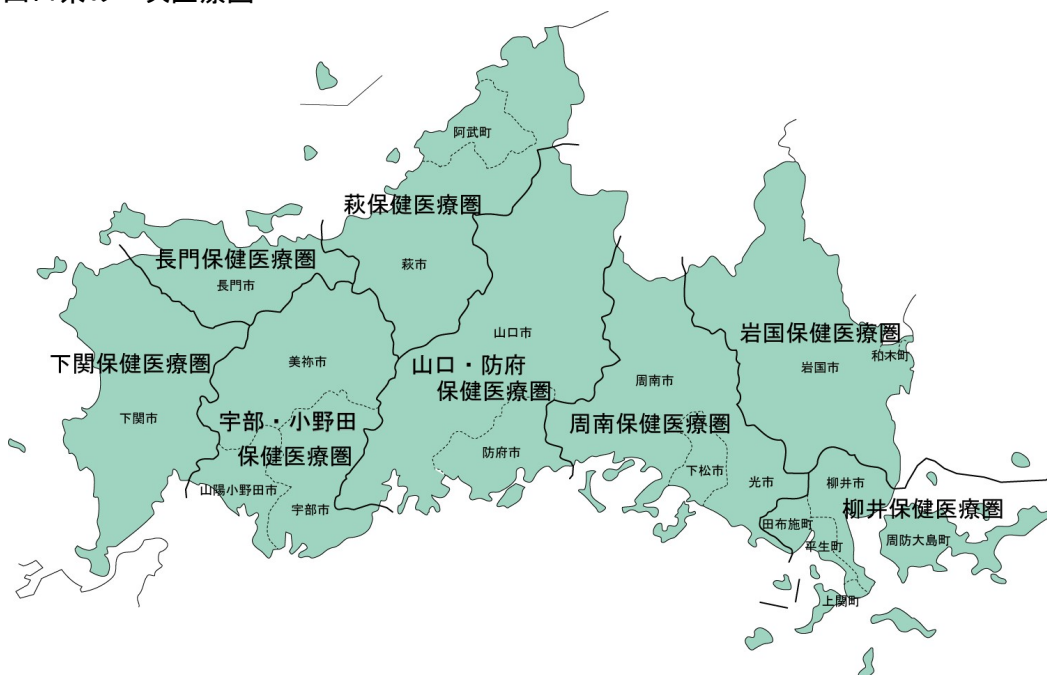 阿武町
萩保健医療圏
萩市
長門保健医療圏
長門市
下関保健医療圏
下関市
美祢市
宇部・小野田
保健医療圏
山陽小野田市
宇部市
山口市
山口・防府
保健医療圏
防府市
周南市
周南保健医療圏
下松市
光市
岩国保健医療圏
和木町
岩国市
柳井市
柳井保健医療圏
田布施町
平生町
周防大島町
上関町